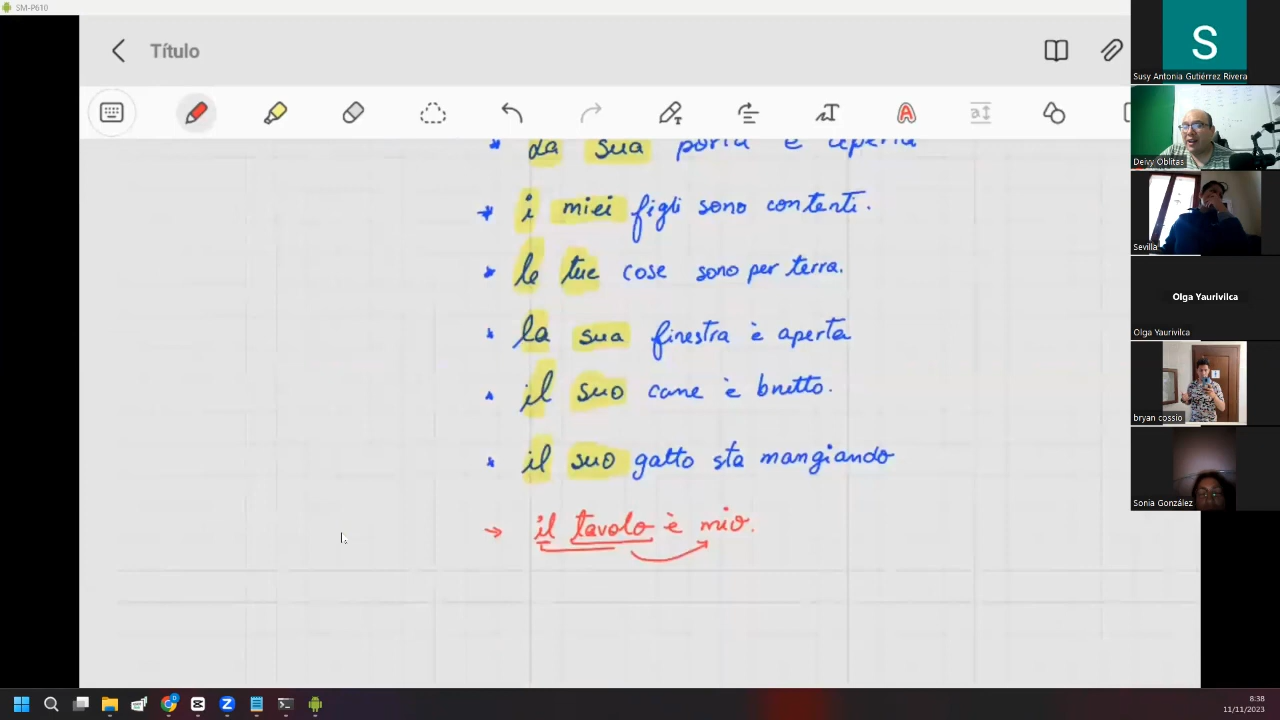 SM-P610
Título
S
Susy Antonia Gutiérrez Rivera
La sua porta è aperta
Deivy Oblitas
i miei figli sono contenti.
Sevilla
le tue cose sono per terra.
Olga Yaurivilca
Olga Yaurivilca
la sua finestra è aperta
il suo cane è brutto.
bryan cossio
il suo gatto sta mangiando
Sonia González
→ il tavolo è mio.
8:38
11/11/2023